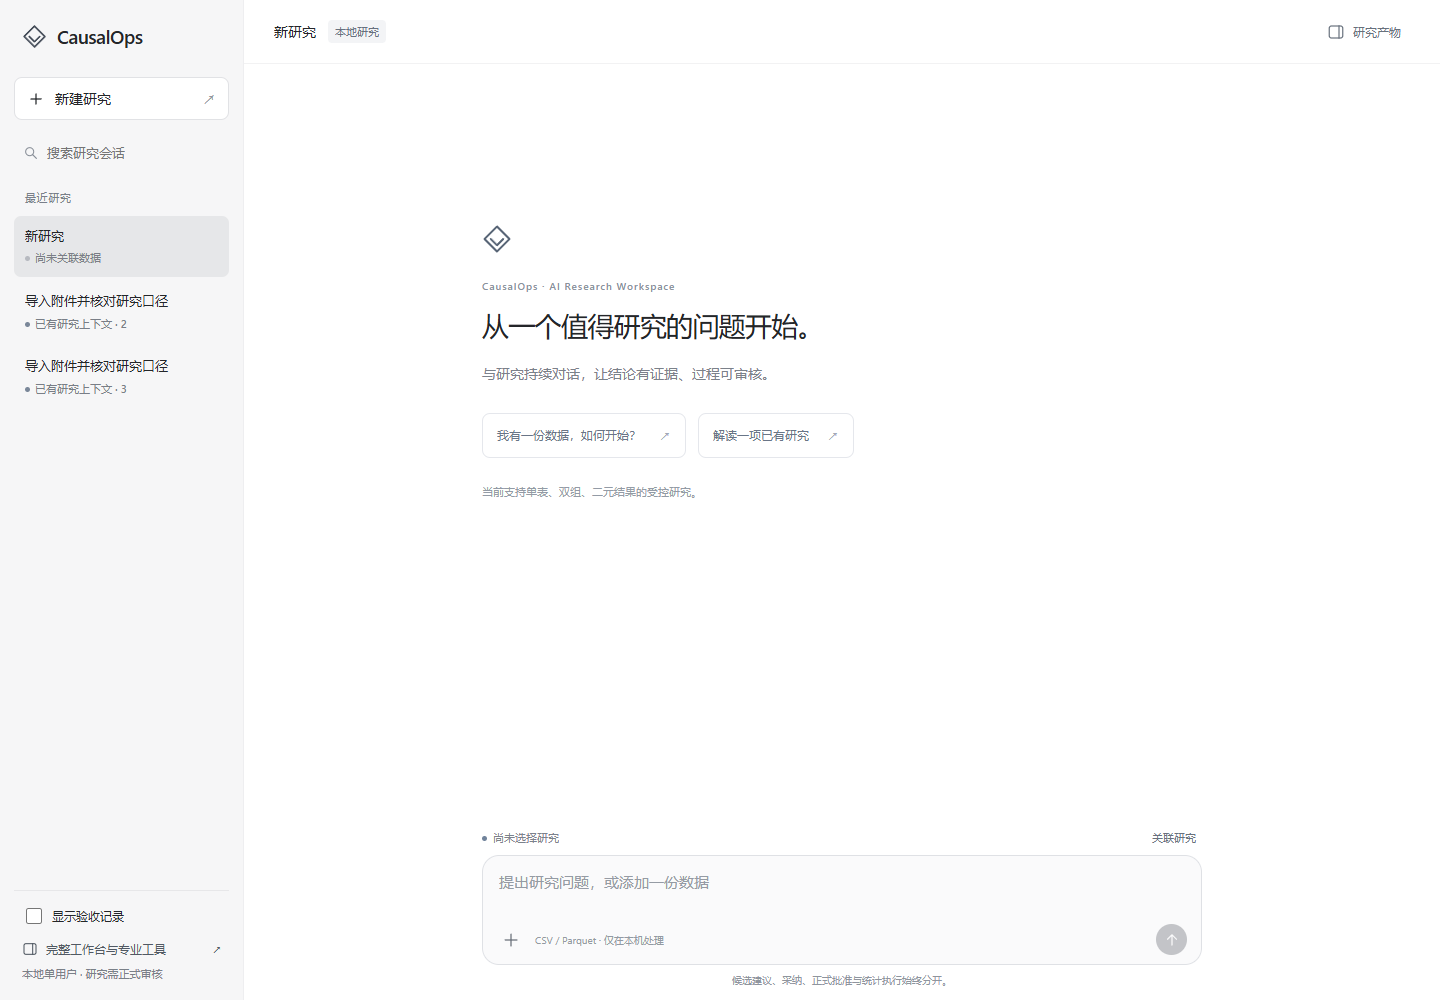 CausalOps
新建研究
搜索研究会话
最近研究
新研究
尚未关联数据
导入附件并核对研究口径
已有研究上下文 · 2
导入附件并核对研究口径
已有研究上下文 · 3
显示验收记录
完整工作台与专业工具
本地单用户 · 研究需正式审核
新研究 本地研究
研究产物
CausalOps · AI Research Workspace
从一个值得研究的问题开始。
与研究持续对话，让结论有证据、过程可审核。
我有一份数据，如何开始？
解读一项已有研究
当前支持单表、双组、二元结果的受控研究。
尚未选择研究
关联研究
提出研究问题，或添加一份数据
CSV / Parquet · 仅在本机处理
候选建议、采纳、正式批准与统计执行始终分开。